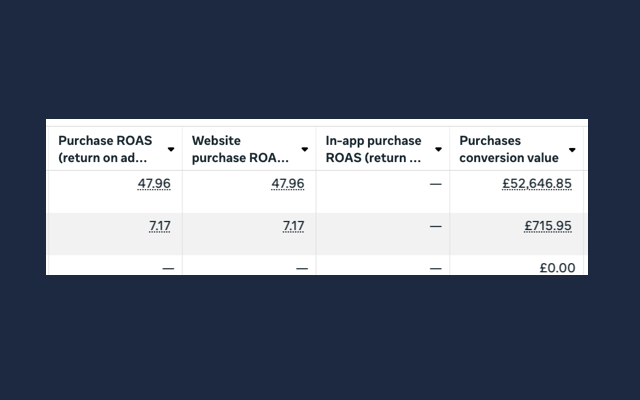 Purchase ROAS
(return on ad...
Website
purchase ROA...
In-app purchase
ROAS (return ...
Purchases
conversion value
47.96 47.96 — £52,646.85
7.17 7.17 — £715.95
— — — £0.00